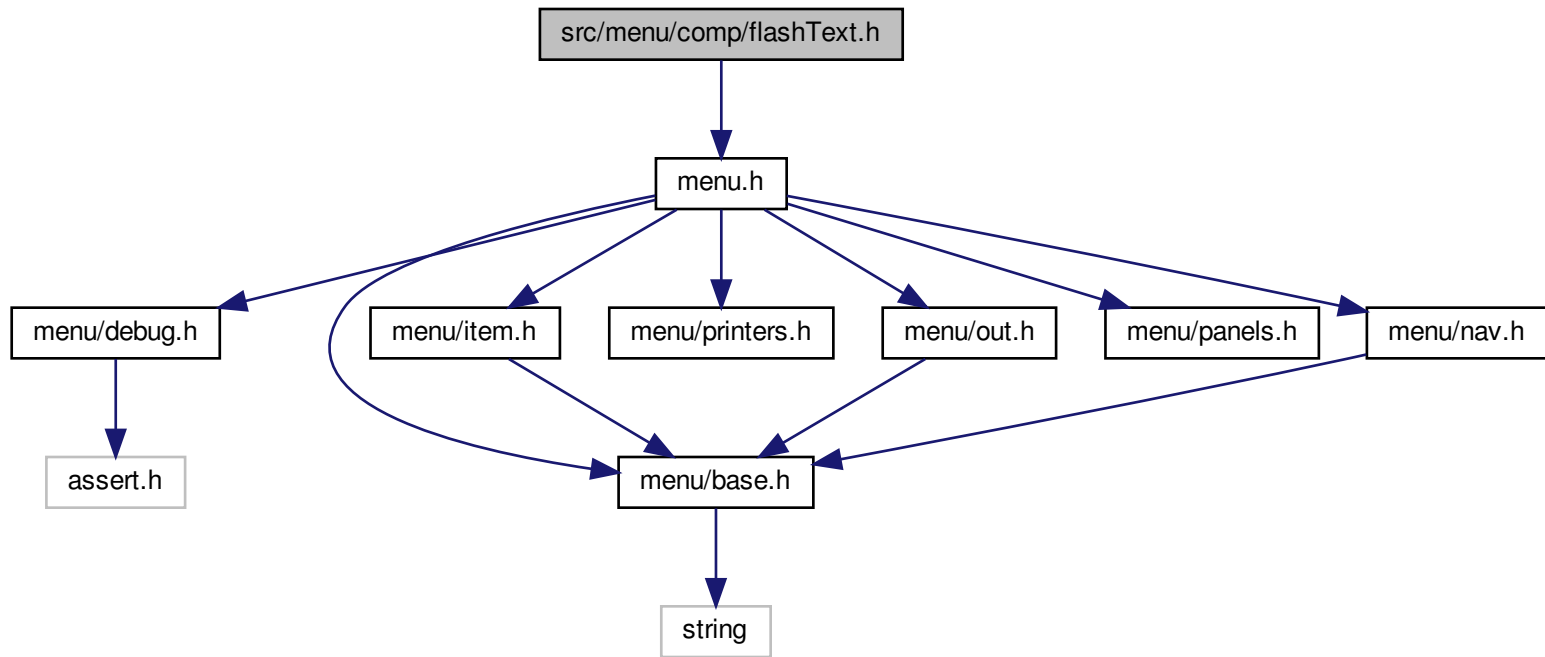 src/menu/comp/flashText.h
menu.h
menu/debug.h
menu/item.h
menu/printers.h
menu/out.h
menu/panels.h
menu/nav.h
assert.h
menu/base.h
string